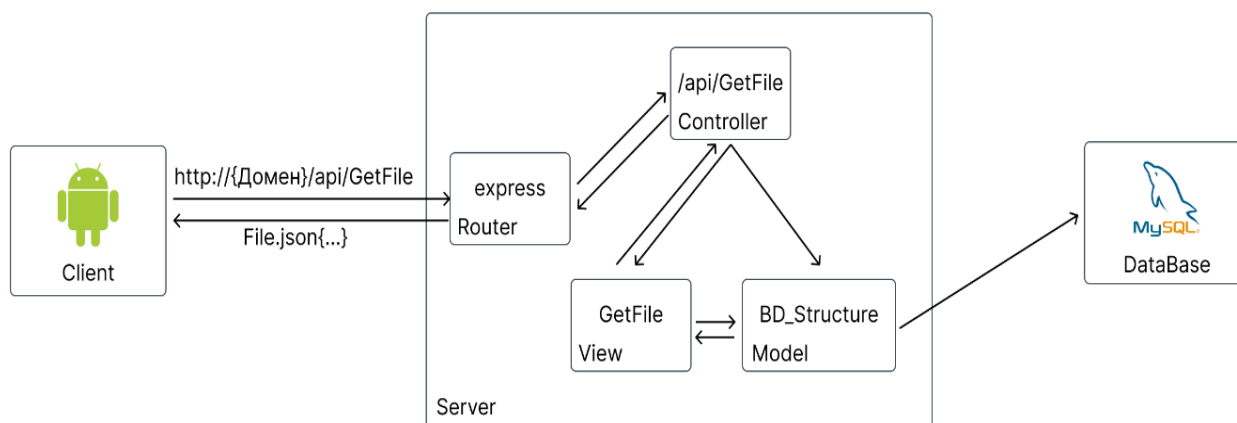 /api/GetFile
Controller
http://{Домен}/api/GetFile
express
Router
File.json{...}
Client
MySQL
DataBase
GetFile
View
BD_Structure
Model
Server